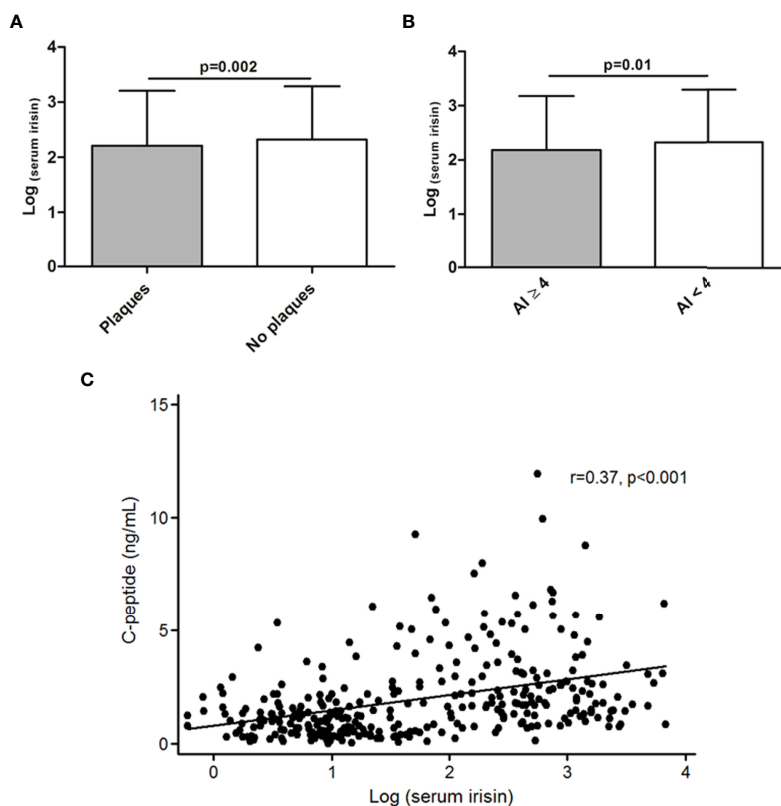 A
4
3
2
1
0
Log (serum irisin)
p=0.002
Plaques
No plaques
B
4
3
2
1
0
Log (serum irisin)
p=0.01
AI ≥ 4
AI < 4
C
15
10
5
0
C-peptide (ng/mL)
r=0.37, p<0.001
0 1 2 3 4
Log (serum irisin)